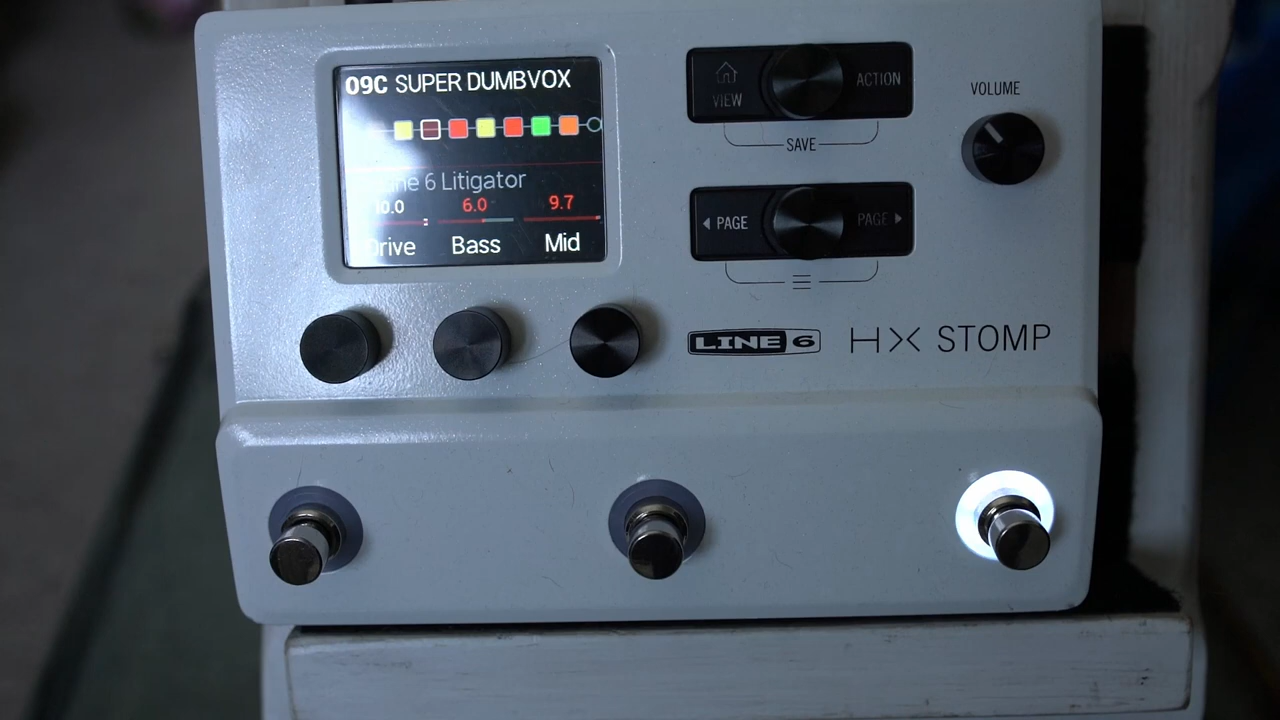 09C SUPER DUMBVOX
6 Litigator
10.0 6.0 9.7
Drive Bass Mid
VIEW ACTION
SAVE
PAGE PAGE
VOLUME
LINE 6 HX STOMP